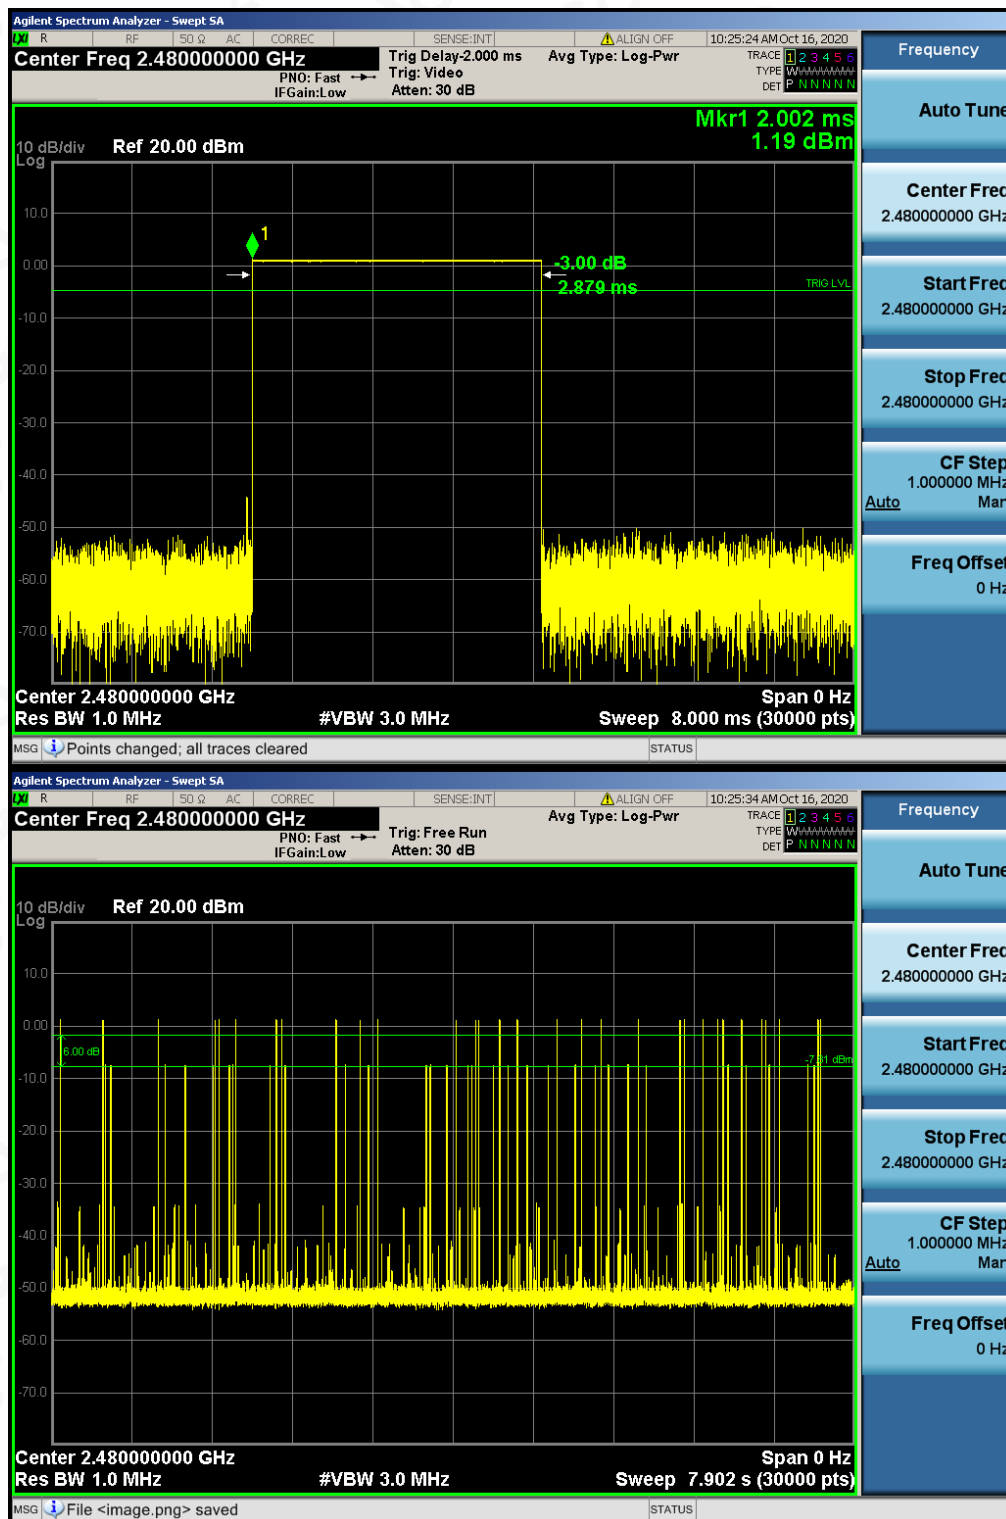 Agilent Spectrum Analyzer - Swept SA
LXI R RF 50 Ω AC CORREC SENSE:INT ALIGN OFF 10:25:24 AM Oct 16, 2020
Center Freq 2.480000000 GHz Trig Delay-2.000 ms Avg Type: Log-Pwr TRACE 1 2 3 4 5 6
PNO: Fast Trig: Video TYPE W
IFGain:Low Atten: 30 dB DET P N N N N N
Frequency
Auto Tune
Mkr1 2.002 ms
1.19 dBm
10 dB/div Ref 20.00 dBm
Log
10.0
0.00
-10.0
-20.0
-30.0
-40.0
-50.0
-60.0
-70.0
1
-3.00 dB
2.879 ms
TRIG LVL
Center Freq
2.480000000 GHz
Start Freq
2.480000000 GHz
Stop Freq
2.480000000 GHz
CF Step
1.000000 MHz
Auto Man
Freq Offset
0 Hz
Center 2.480000000 GHz Span 0 Hz
Res BW 1.0 MHz #VBW 3.0 MHz Sweep 8.000 ms (30000 pts)
MSG Points changed; all traces cleared STATUS
Agilent Spectrum Analyzer - Swept SA
LXI R RF 50 Ω AC CORREC SENSE:INT ALIGN OFF 10:25:34 AM Oct 16, 2020
Center Freq 2.480000000 GHz Avg Type: Log-Pwr TRACE 1 2 3 4 5 6
PNO: Fast Trig: Free Run TYPE W
IFGain:Low Atten: 30 dB DET P N N N N N
Frequency
Auto Tune
10 dB/div Ref 20.00 dBm
Log
10.0
0.00
-10.0
-20.0
-30.0
-40.0
-50.0
-60.0
-70.0
6.00 dB
Center Freq
2.480000000 GHz
Start Freq
2.480000000 GHz
Stop Freq
2.480000000 GHz
CF Step
1.000000 MHz
Auto Man
Freq Offset
0 Hz
Center 2.480000000 GHz Span 0 Hz
Res BW 1.0 MHz #VBW 3.0 MHz Sweep 7.902 s (30000 pts)
MSG File <image.png> saved STATUS